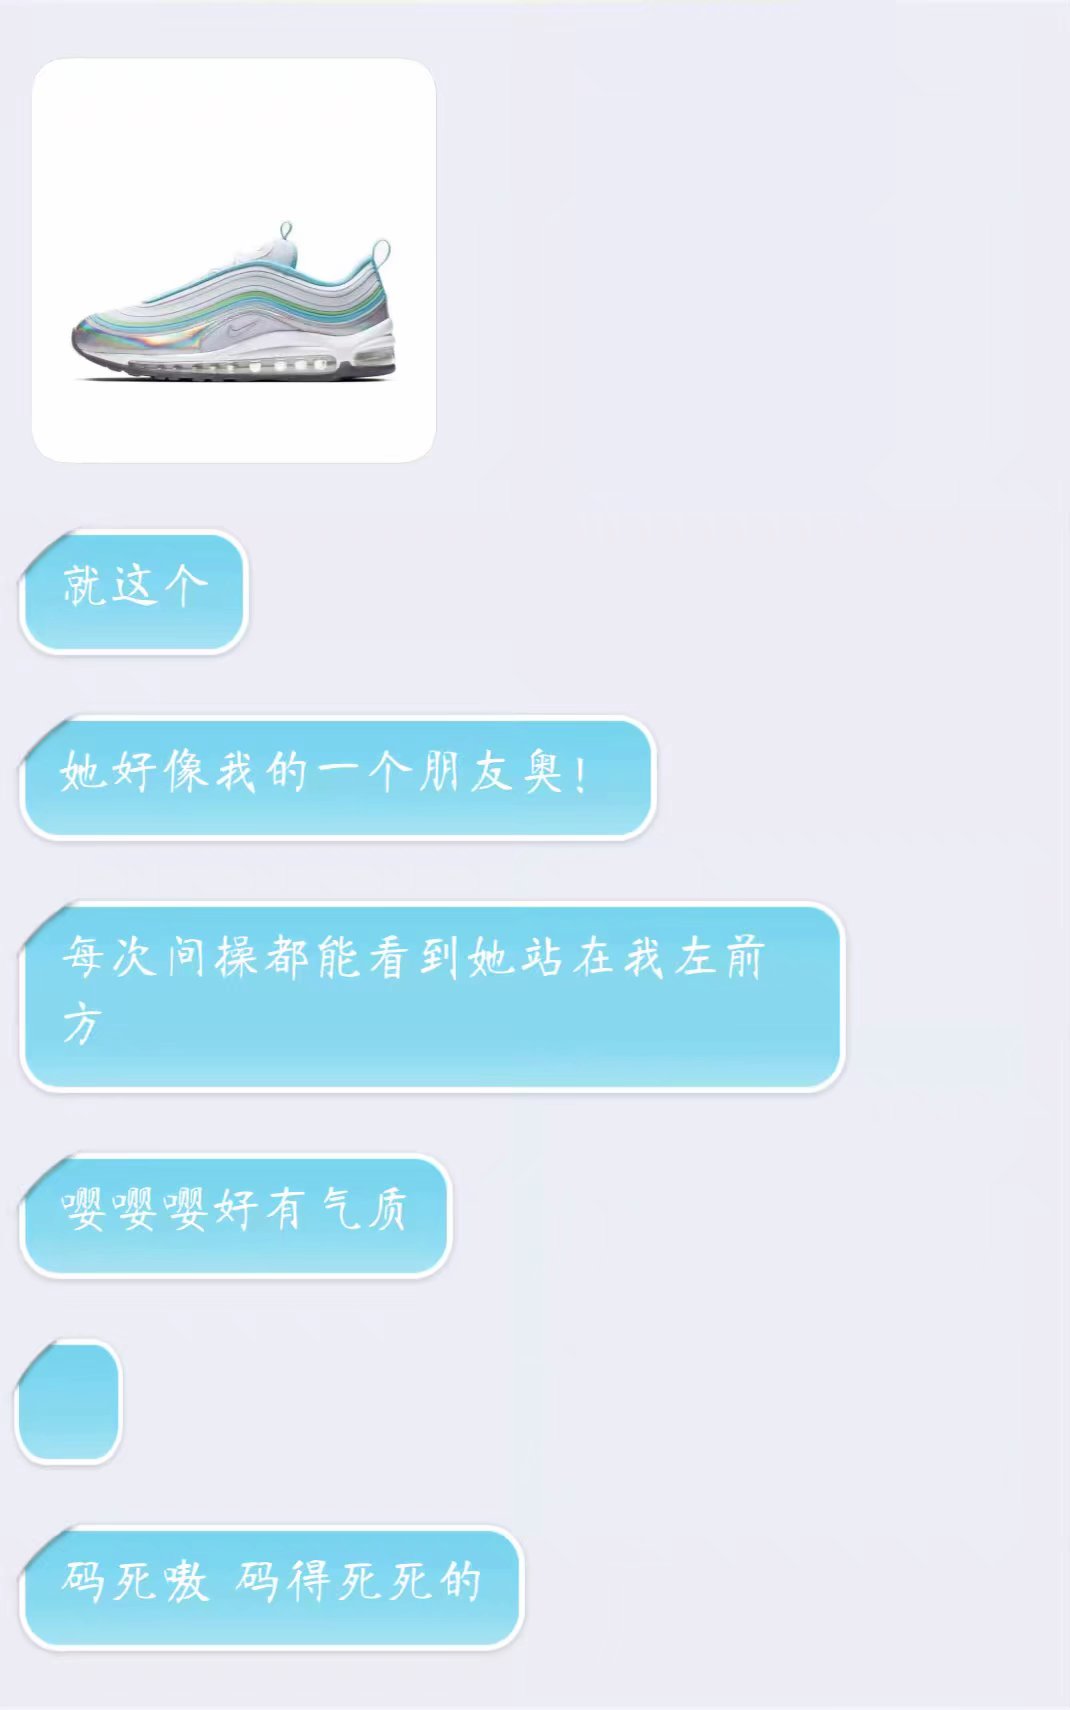 就这个
她好像我的一个朋友奥！
每次间操都能看到她站在我左前
方
嘤嘤嘤好有气质
码死嗷 码得死死的